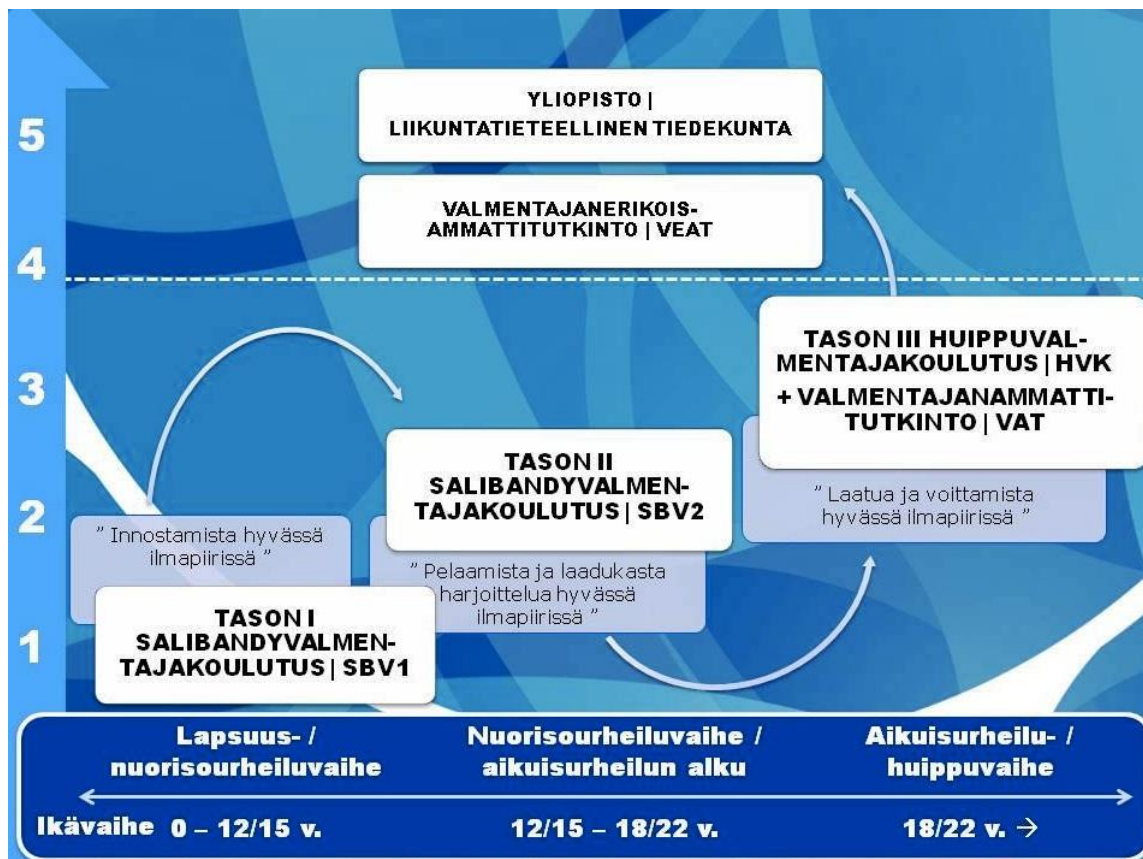 5
YLIOPISTO |
LIIKUNTATIETEELLINEN TIEDEKUNTA
VALMENTAJANERIKOIS-
AMMATTITUTKINTO | VEAT
4
TASON III HUIPPUVAL-
MENTAJAKOULUTUS | HVK
+ VALMENTAJANAMMATTI-
TUTKINTO | VAT
3
" Laatua ja voittamista
hyvässä ilmapiirissä "
TASON II
SALIBANDYVALMEN-
TAJAKOULUTUS | SBV2
2
" Pelaamista ja laadukasta
harjoittelua hyvässä
ilmapiirissä "
" Innostamista hyvässä
ilmapiirissä "
TASON I
SALIBANDYVALMEN-
TAJAKOULUTUS | SBV1
1
Lapsuus- /
nuorisourheiluvaihe
Nuorisourheiluvaihe /
aikuisurheilun alku
Aikuisurheilu- /
huippuvaihe
Ikävaihe 0 – 12/15 v.
12/15 – 18/22 v.
18/22 v. →